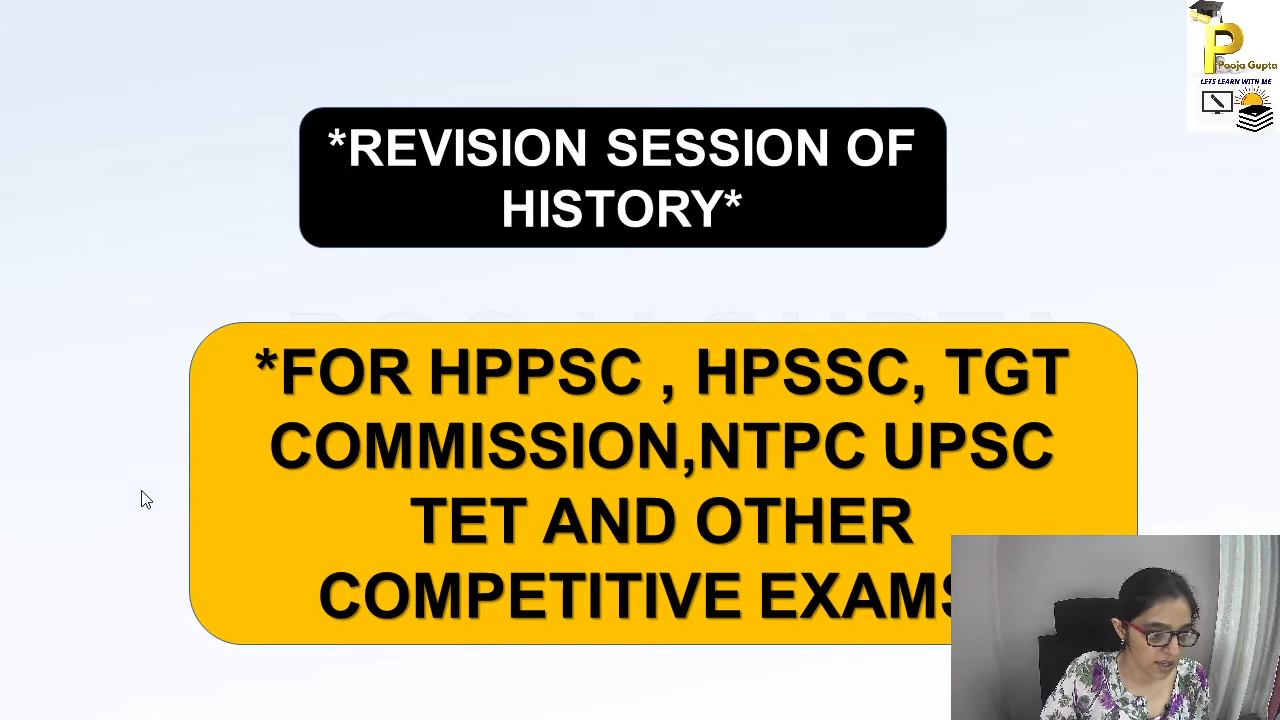 Pooja Gupta
LETS LEARN WITH ME
*REVISION SESSION OF
HISTORY*
*FOR HPPSC , HPSSC, TGT
COMMISSION,NTPC UPSC
TET AND OTHER
COMPETITIVE EXAMS